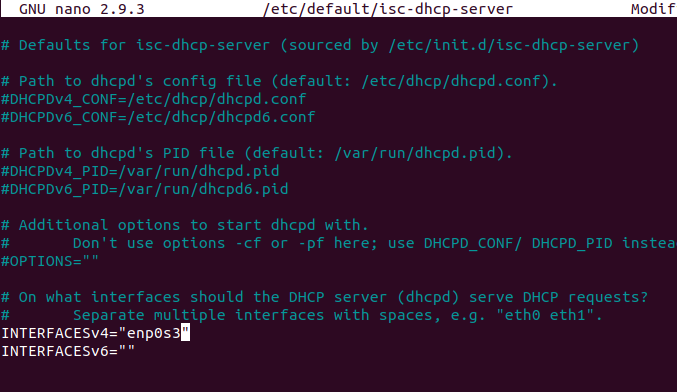 GNU nano 2.9.3 /etc/default/isc-dhcp-server Modif
# Defaults for isc-dhcp-server (sourced by /etc/init.d/isc-dhcp-server)
# Path to dhcpd's config file (default: /etc/dhcp/dhcpd.conf).
#DHCPDv4_CONF=/etc/dhcp/dhcpd.conf
#DHCPDv6_CONF=/etc/dhcp/dhcpd6.conf
# Path to dhcpd's PID file (default: /var/run/dhcpd.pid).
#DHCPDv4_PID=/var/run/dhcpd.pid
#DHCPDv6_PID=/var/run/dhcpd6.pid
# Additional options to start dhcpd with.
#       Don't use options -cf or -pf here; use DHCPD_CONF/ DHCPD_PID instea
#OPTIONS=""
# On what interfaces should the DHCP server (dhcpd) serve DHCP requests?
#       Separate multiple interfaces with spaces, e.g. "eth0 eth1".
INTERFACESv4="enp0s3"
INTERFACESv6=""